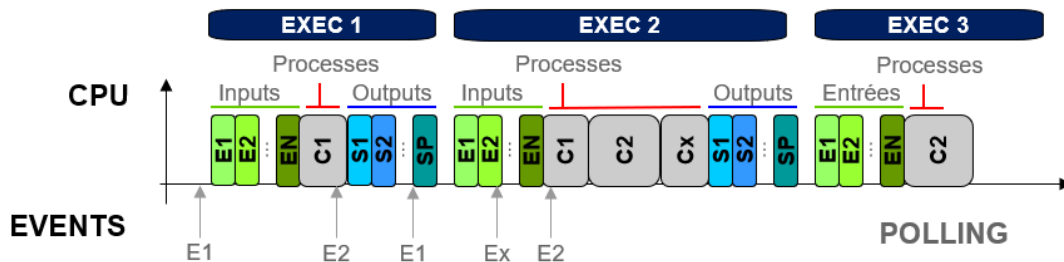 EXEC 1 EXEC 2 EXEC 3
Processes Processes Processes
CPU Inputs Outputs Inputs Outputs Entrées
E1 E2 ... EN C1 S1 S2 ... SP E1 E2 ... EN C1 C2 Cx S1 S2 ... SP E1 E2 ... EN C2
EVENTS POLLING
E1 E2 E1 Ex E2